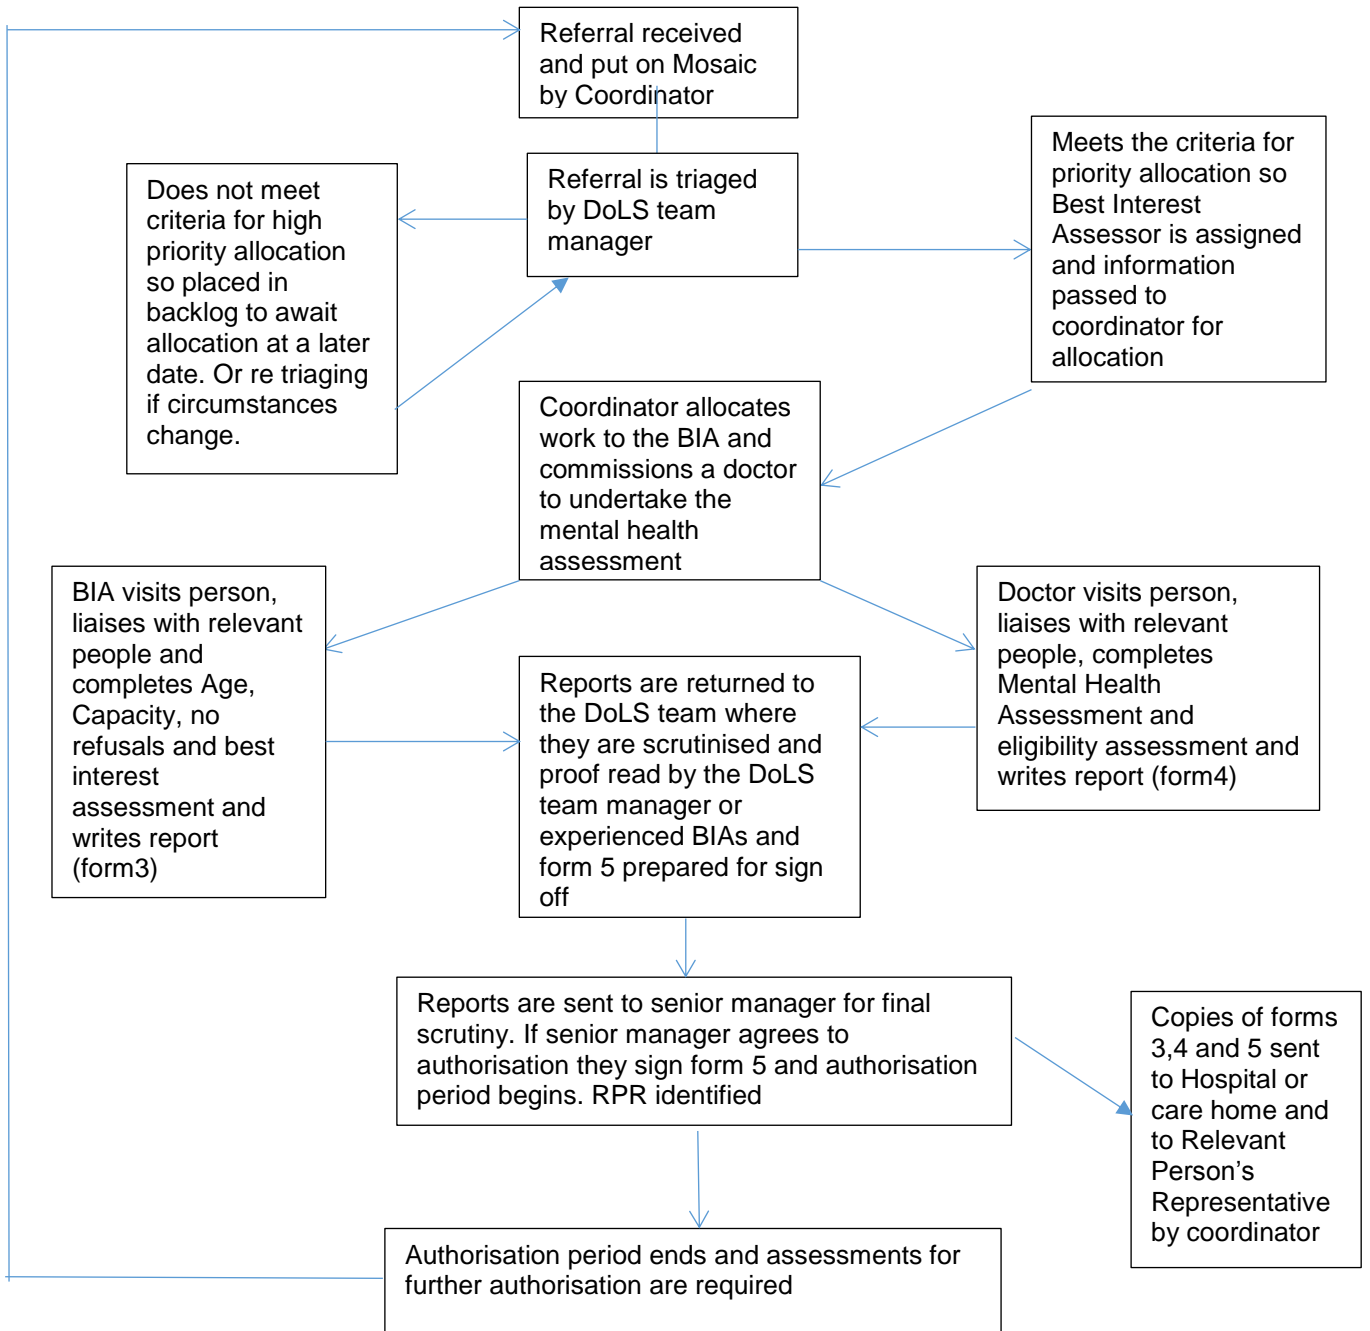 Referral received
and put on Mosaic
by Coordinator
Referral is triaged
by DoLS team
manager
Does not meet
criteria for high
priority allocation
so placed in
backlog to await
allocation at a later
date. Or re triaging
if circumstances
change.
Meets the criteria for
priority allocation so
Best Interest
Assessor is assigned
and information
passed to
coordinator for
allocation
Coordinator allocates
work to the BIA and
commissions a doctor
to undertake the
mental health
assessment
BIA visits person,
liaises with relevant
people and
completes Age,
Capacity, no
refusals and best
interest
assessment and
writes report
(form3)
Doctor visits person,
liaises with relevant
people, completes
Mental Health
Assessment and
eligibility assessment and
writes report (form4)
Reports are returned to
the DoLS team where
they are scrutinised and
proof read by the DoLS
team manager or
experienced BIAs and
form 5 prepared for sign
off
Reports are sent to senior manager for final
scrutiny. If senior manager agrees to
authorisation they sign form 5 and authorisation
period begins. RPR identified
Copies of forms
3,4 and 5 sent
to Hospital or
care home and
to Relevant
Person’s
Representative
by coordinator
Authorisation period ends and assessments for
further authorisation are required